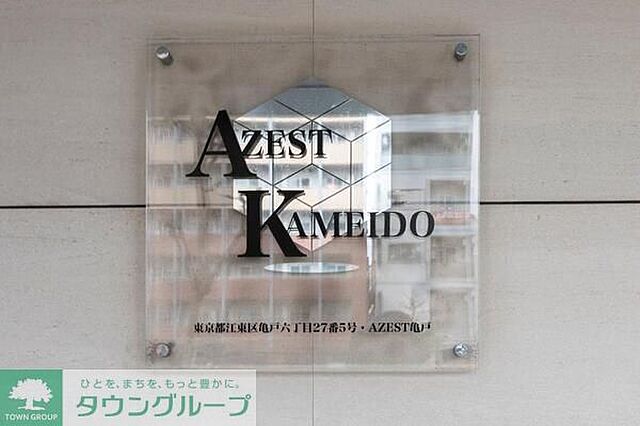 AZEST
KAMEIDO
東京都江東区亀戸六丁目27番5号・AZEST亀戸
ひとを、まちを、もっと豊かに。
タウングループ
TOWN GROUP